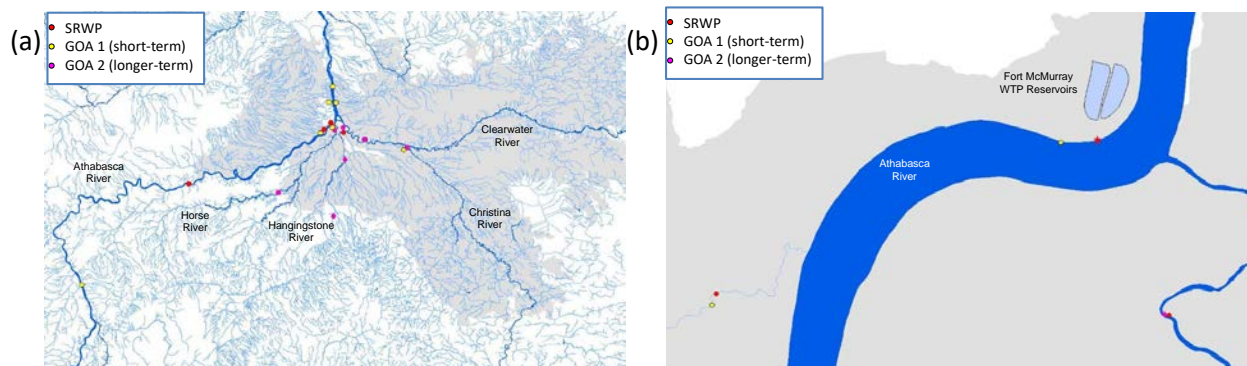 (a)
SRWP
GOA 1 (short-term)
GOA 2 (longer-term)
Clearwater
River
Athabasca
River
Horse
River
Hangingstone
River
Christina
River
(b)
SRWP
GOA 1 (short-term)
GOA 2 (longer-term)
Fort McMurray
WTP Reservoirs
Athabasca
River